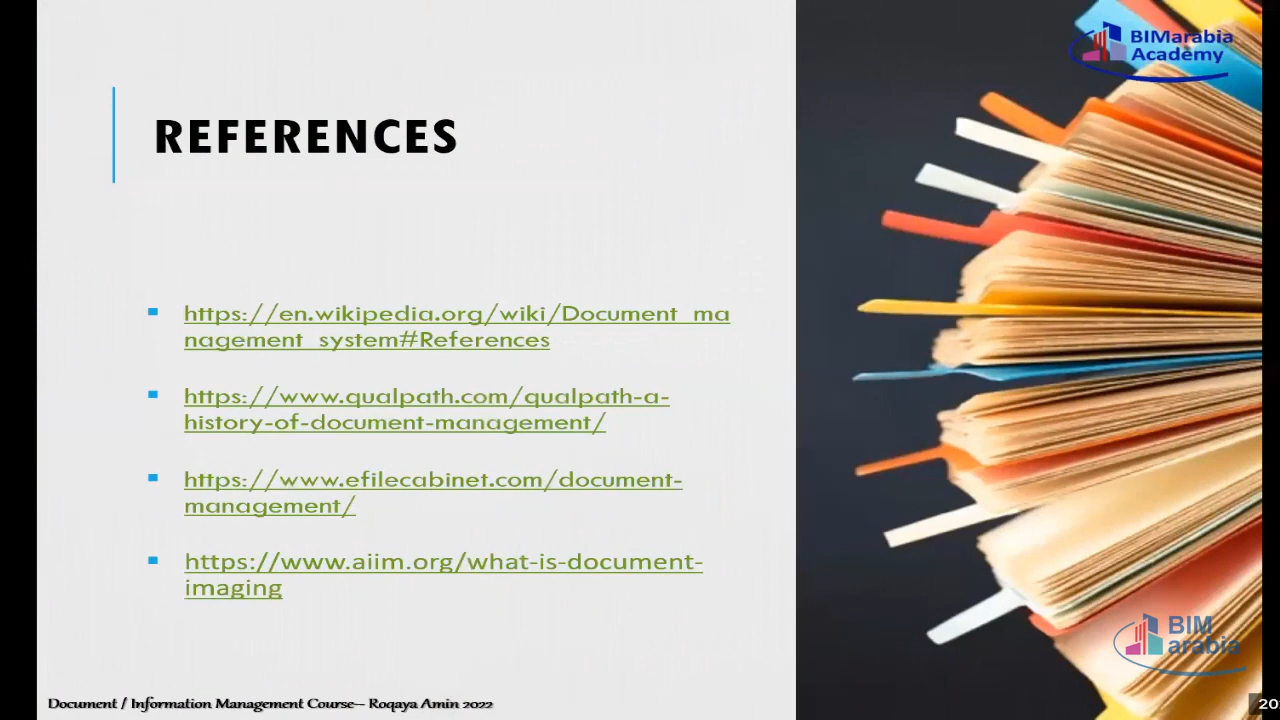 BIMarabia
Academy
REFERENCES
https://en.wikipedia.org/wiki/Document_ma
nagement_system#References
https://www.qualpath.com/qualpath-a-
history-of-document-management/
https://www.efilecabinet.com/document-
management/
https://www.aiim.org/what-is-document-
imaging
BIM
arabia
Document / Information Management Course-- Roqaya Amin 2022
20